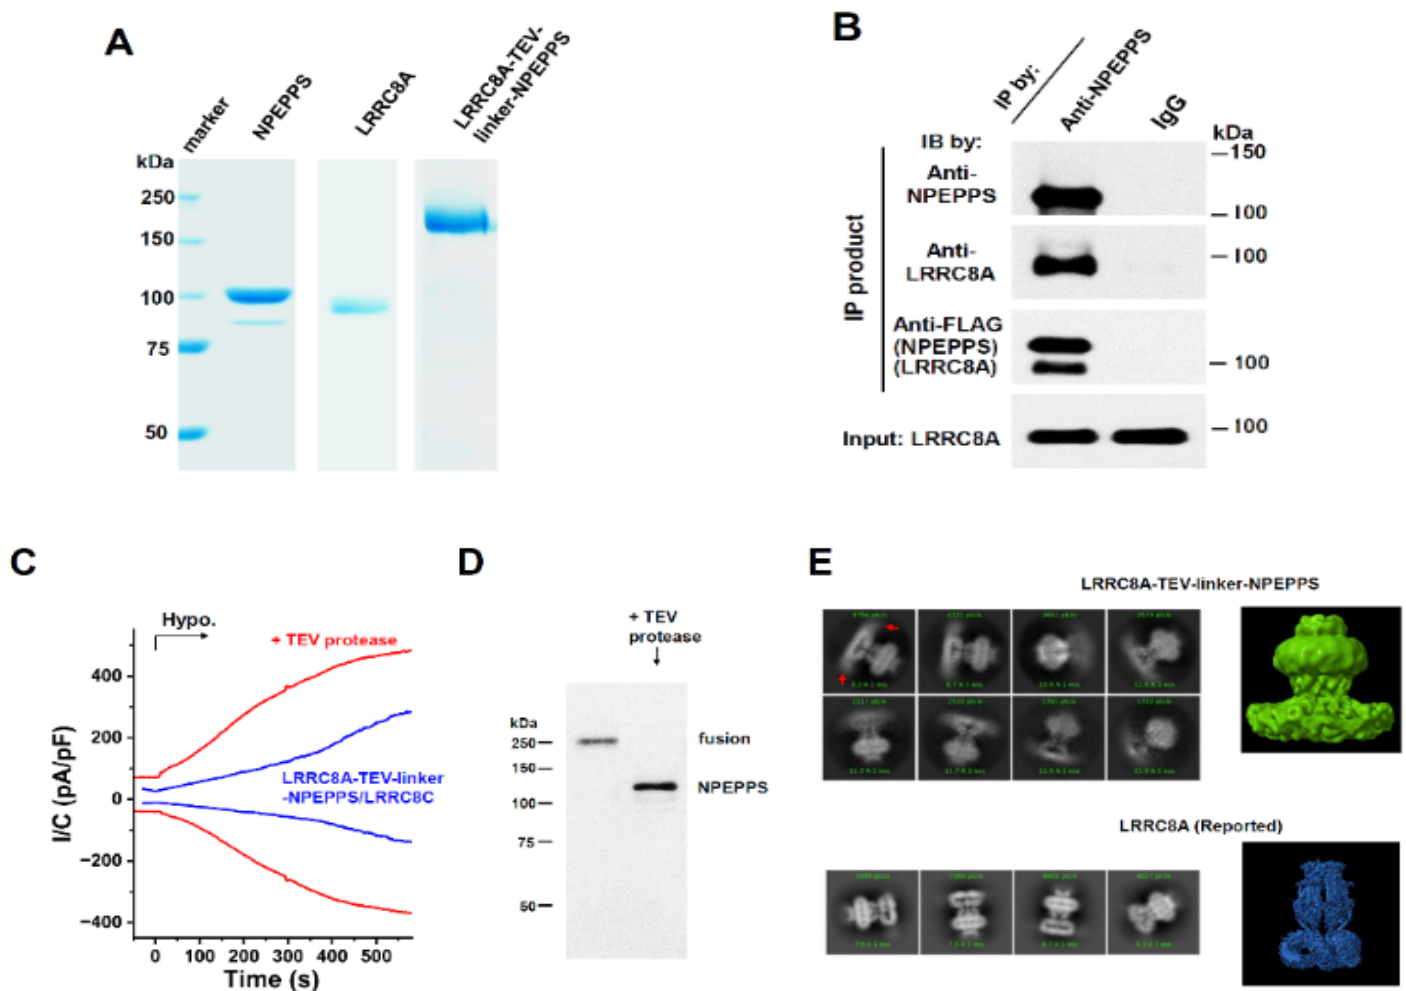 A
marker
NPEPPS
LRRC8A
LRRC8A-TEV-
linker-NPEPPS
kDa
250
150
100
75
50
B
IP by:
Anti-NPEPPS
IgG
IB by:
kDa
IP product
Anti-
NPEPPS
150
100
Anti-
LRRC8A
100
Anti-FLAG
(NPEPPS)
(LRRC8A)
100
Input: LRRC8A
100
C
Hypo.
+ TEV protease
LRRC8A-TEV-linker
-NPEPPS/LRRC8C
I/C (pA/pF)
400
200
0
−200
−400
0 100 200 300 400 500
Time (s)
D
+ TEV
protease
kDa
250
150
100
75
50
fusion
NPEPPS
E
LRRC8A-TEV-linker-NPEPPS
LRRC8A (Reported)